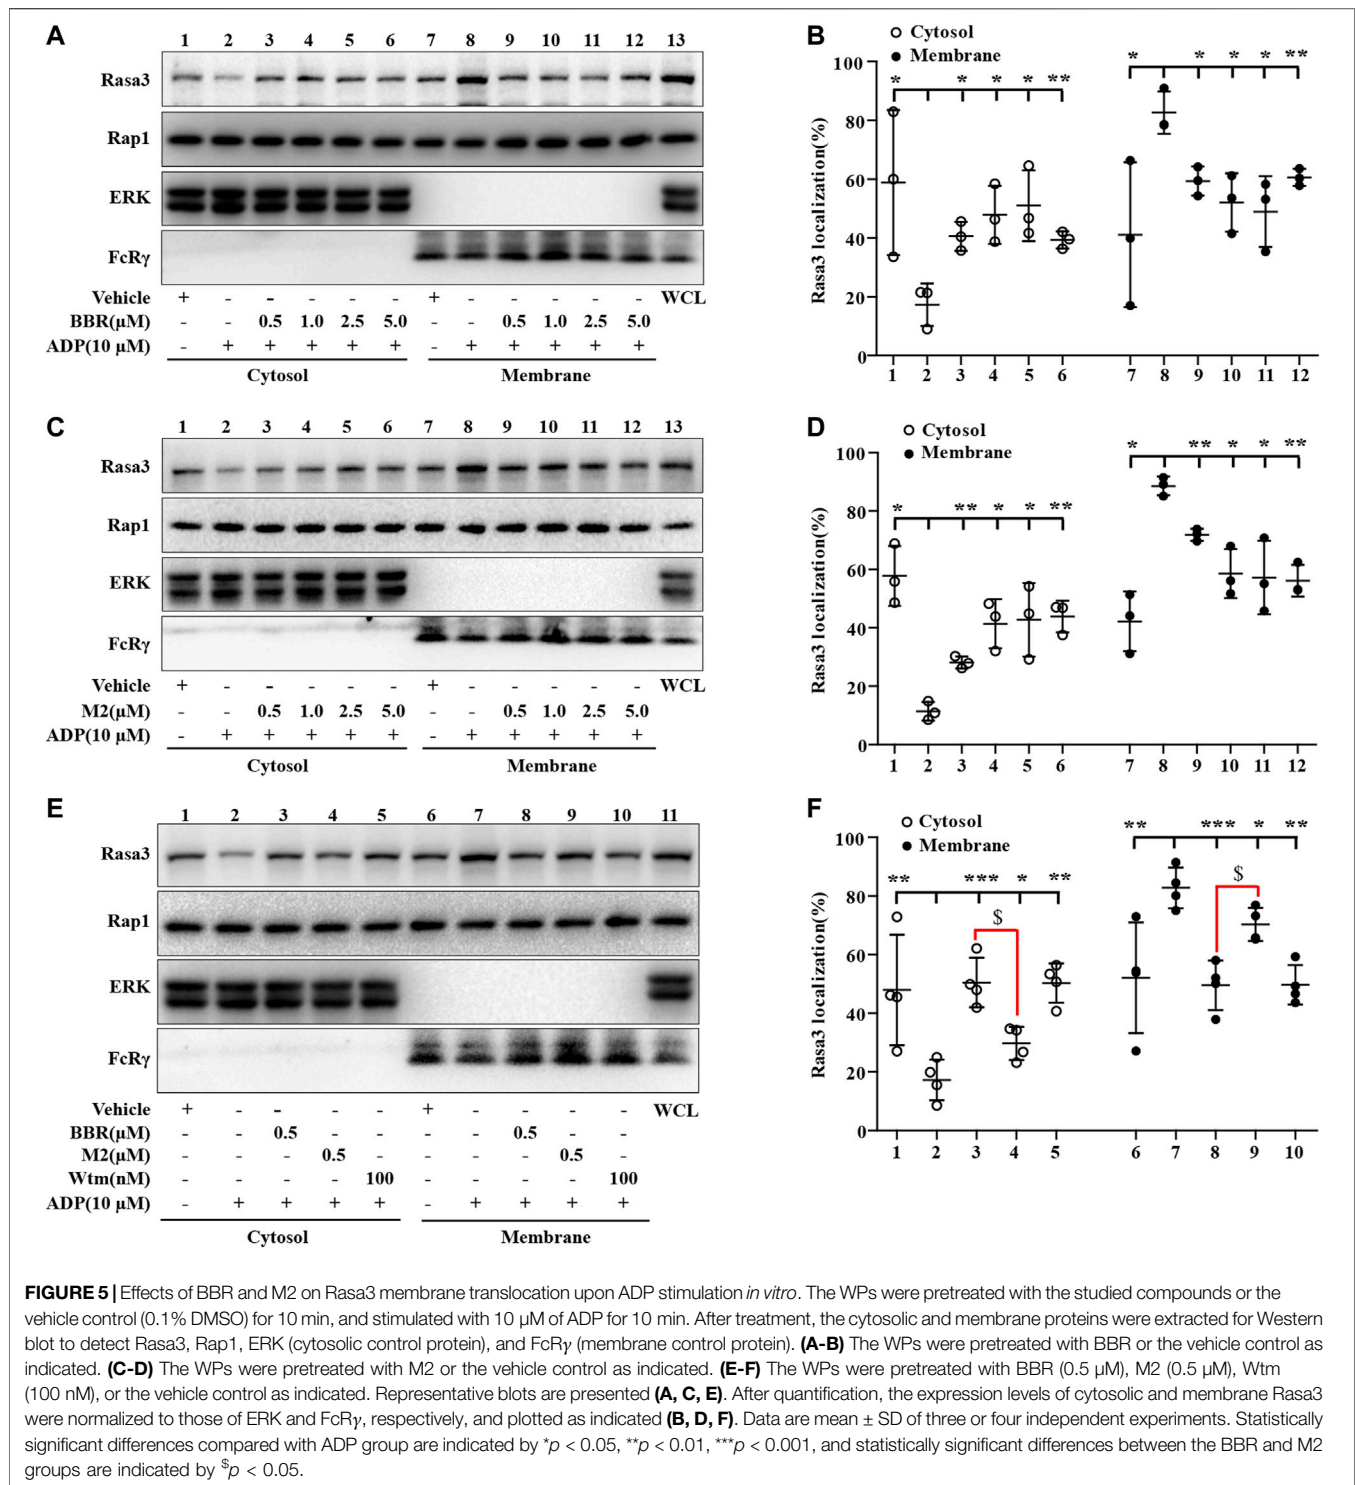 A
1 2 3 4 5 6 7 8 9 10 11 12 13
Rasa3
Rap1
ERK
FcRγ
Vehicle + - - - - - + - - - - - WCL
BBR(µM) - - 0.5 1.0 2.5 5.0 - - 0.5 1.0 2.5 5.0
ADP(10 µM) - + + + + + - + + + + +
Cytosol Membrane
B
Cytosol
Membrane
* * * * ** * * * * **
Rasa3 localization(%)
100
80
60
40
20
0
1 2 3 4 5 6 7 8 9 10 11 12
C
1 2 3 4 5 6 7 8 9 10 11 12 13
Rasa3
Rap1
ERK
FcRγ
Vehicle + - - - - - + - - - - - WCL
M2(µM) - - 0.5 1.0 2.5 5.0 - - 0.5 1.0 2.5 5.0
ADP(10 µM) - + + + + + - + + + + +
Cytosol Membrane
D
Cytosol
Membrane
* ** * * ** * ** * * **
Rasa3 localization(%)
100
80
60
40
20
0
1 2 3 4 5 6 7 8 9 10 11 12
E
1 2 3 4 5 6 7 8 9 10 11
Rasa3
Rap1
ERK
FcRγ
Vehicle + - - - - + - - - - WCL
BBR(µM) - - 0.5 - - - - 0.5 - -
M2(µM) - - - 0.5 - - - - 0.5 -
Wtm(nM) - - - - 100 - - - - 100
ADP(10 µM) - + + + + - + + + +
Cytosol Membrane
F
Cytosol
Membrane
** *** * ** ** *** * **
$ $
Rasa3 localization(%)
100
80
60
40
20
0
1 2 3 4 5 6 7 8 9 10
FIGURE 5 | Effects of BBR and M2 on Rasa3 membrane translocation upon ADP stimulation in vitro. The WPs were pretreated with the studied compounds or the
vehicle control (0.1% DMSO) for 10 min, and stimulated with 10 µM of ADP for 10 min. After treatment, the cytosolic and membrane proteins were extracted for Western
blot to detect Rasa3, Rap1, ERK (cytosolic control protein), and FcRγ (membrane control protein). (A-B) The WPs were pretreated with BBR or the vehicle control as
indicated. (C-D) The WPs were pretreated with M2 or the vehicle control as indicated. (E-F) The WPs were pretreated with BBR (0.5 µM), M2 (0.5 µM), Wtm
(100 nM), or the vehicle control as indicated. Representative blots are presented (A, C, E). After quantification, the expression levels of cytosolic and membrane Rasa3
were normalized to those of ERK and FcRγ, respectively, and plotted as indicated (B, D, F). Data are mean ± SD of three or four independent experiments. Statistically
significant differences compared with ADP group are indicated by *p < 0.05, **p < 0.01, ***p < 0.001, and statistically significant differences between the BBR and M2
groups are indicated by $p < 0.05.